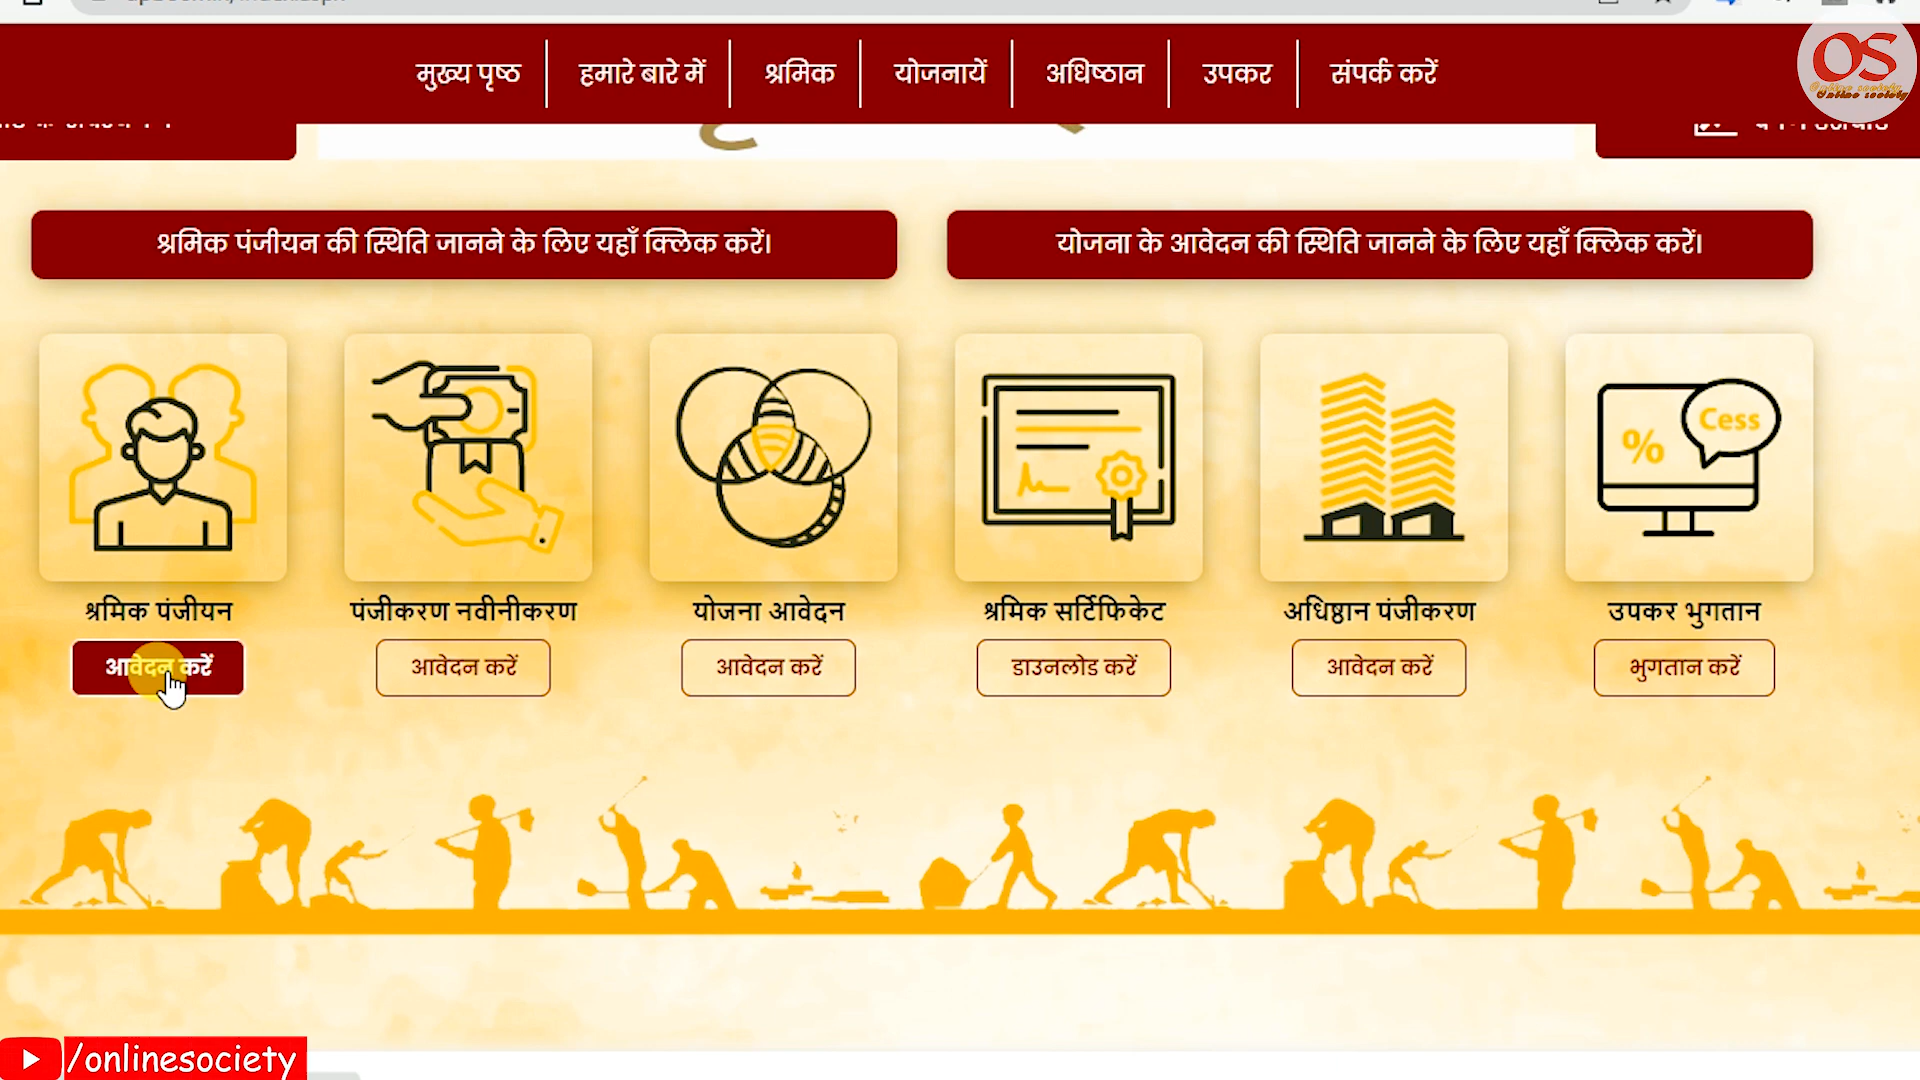 मुख्य पृष्ठ हमारे बारे में श्रमिक योजनायें अधिष्ठान उपकर संपर्क करें
OS
Online society
श्रमिक पंजीयन की स्थिति जानने के लिए यहाँ क्लिक करें।
योजना के आवेदन की स्थिति जानने के लिए यहाँ क्लिक करें।
Cess
%
श्रमिक पंजीयन पंजीकरण नवीनीकरण योजना आवेदन श्रमिक सर्टिफिकेट अधिष्ठान पंजीकरण उपकर भुगतान
आवेदन करें आवेदन करें आवेदन करें डाउनलोड करें आवेदन करें भुगतान करें
/onlinesociety